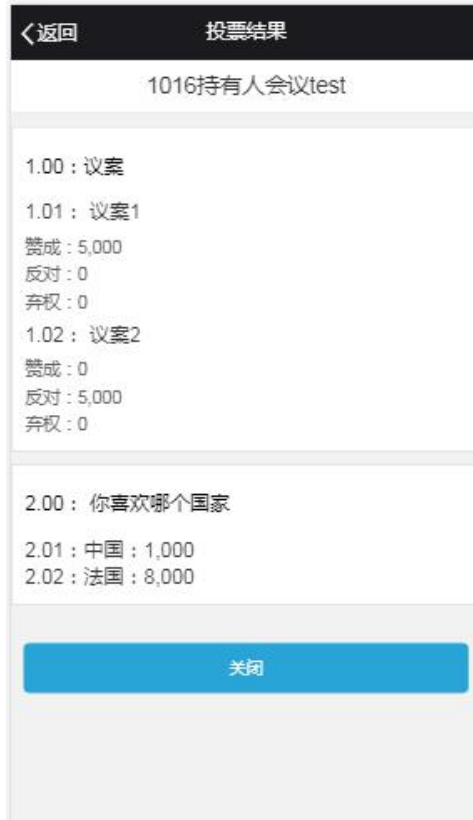 返回 投票结果
1016持有人会议test
1.00：议案
1.01： 议案1
赞成：5,000
反对：0
弃权：0
1.02： 议案2
赞成：0
反对：5,000
弃权：0
2.00： 你喜欢哪个国家
2.01：中国：1,000
2.02：法国：8,000
关闭